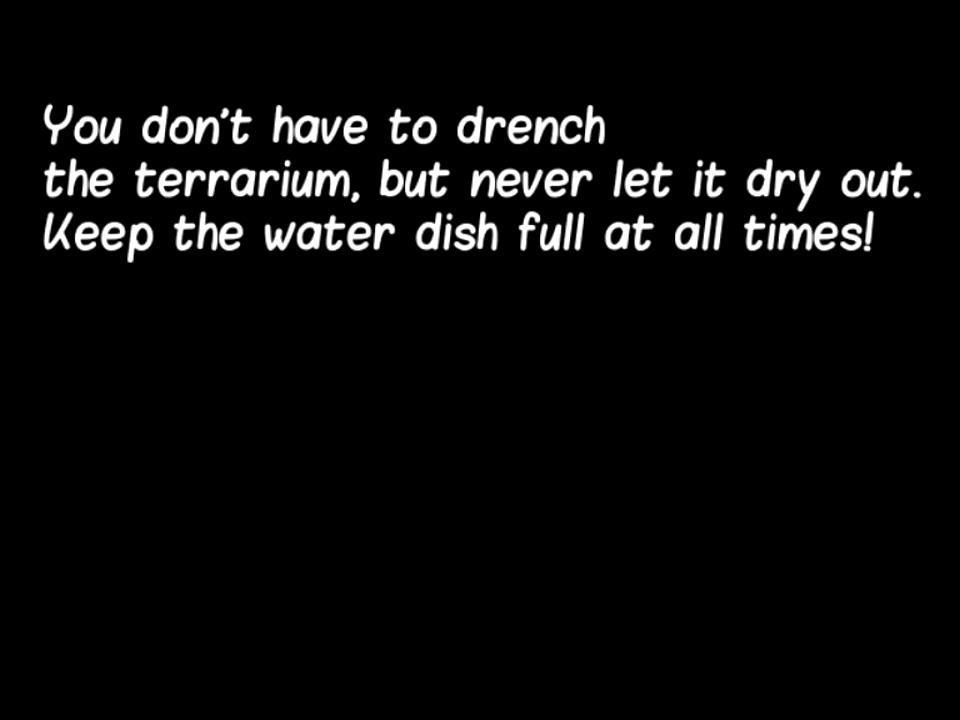 You don't have to drench
the terrarium, but never let it dry out.
Keep the water dish full at all times!